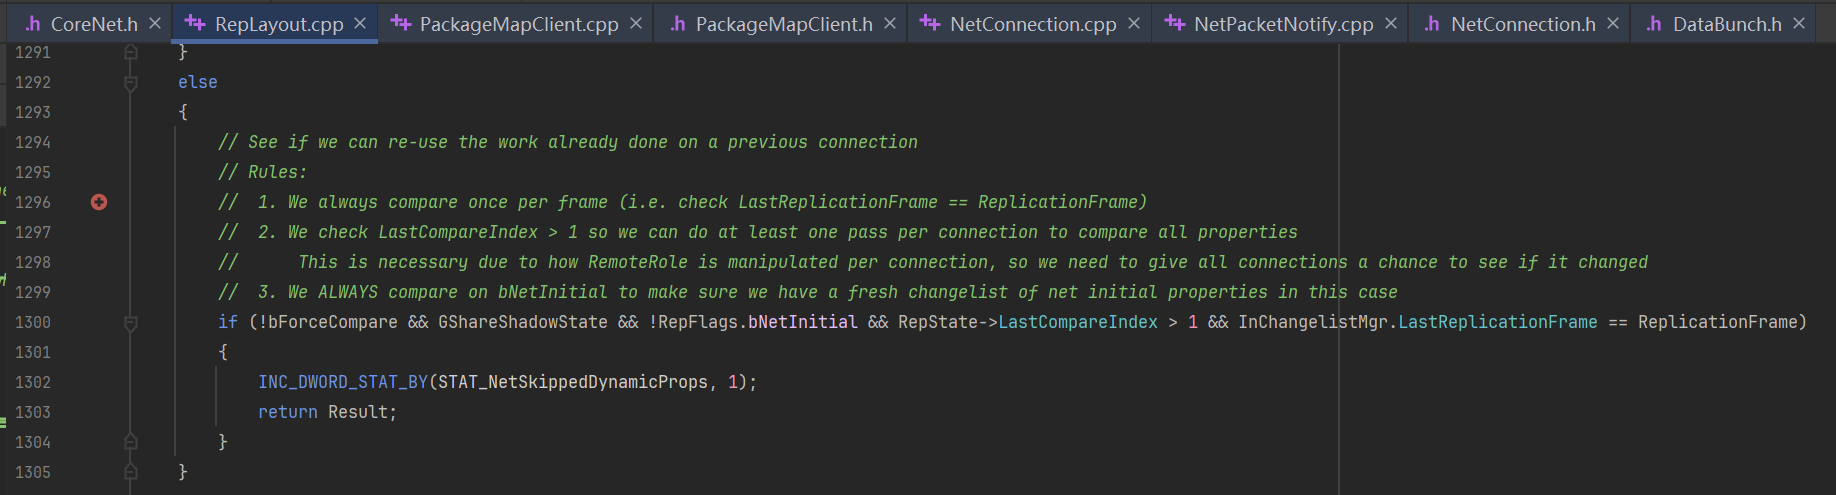 CoreNet.h RepLayout.cpp PackageMapClient.cpp PackageMapClient.h NetConnection.cpp NetPacketNotify.cpp NetConnection.h DataBunch.h
1291 }
1292 else
1293 {
1294 // See if we can re-use the work already done on a previous connection
1295 // Rules:
1296 // 1. We always compare once per frame (i.e. check LastReplicationFrame == ReplicationFrame)
1297 // 2. We check LastCompareIndex > 1 so we can do at least one pass per connection to compare all properties
1298 // This is necessary due to how RemoteRole is manipulated per connection, so we need to give all connections a chance to see if it changed
1299 // 3. We ALWAYS compare on bNetInitial to make sure we have a fresh changelist of net initial properties in this case
1300 if (!bForceCompare && GShareShadowState && !RepFlags.bNetInitial && RepState->LastCompareIndex > 1 && InChangelistMgr.LastReplicationFrame == ReplicationFrame)
1301 {
1302 INC_DWORD_STAT_BY(STAT_NetSkippedDynamicProps, 1);
1303 return Result;
1304 }
1305 }